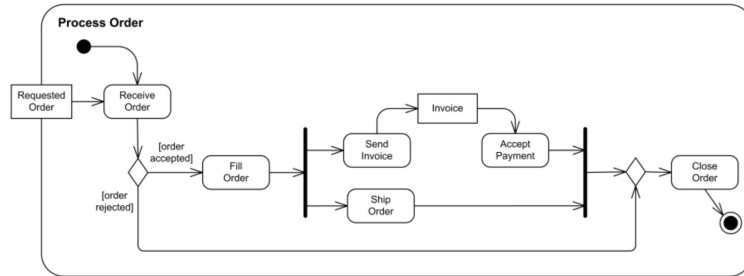 Process Order
Requested
Order
Receive
Order
[order
accepted]
[order
rejected]
Fill
Order
Send
Invoice
Invoice
Accept
Payment
Ship
Order
Close
Order